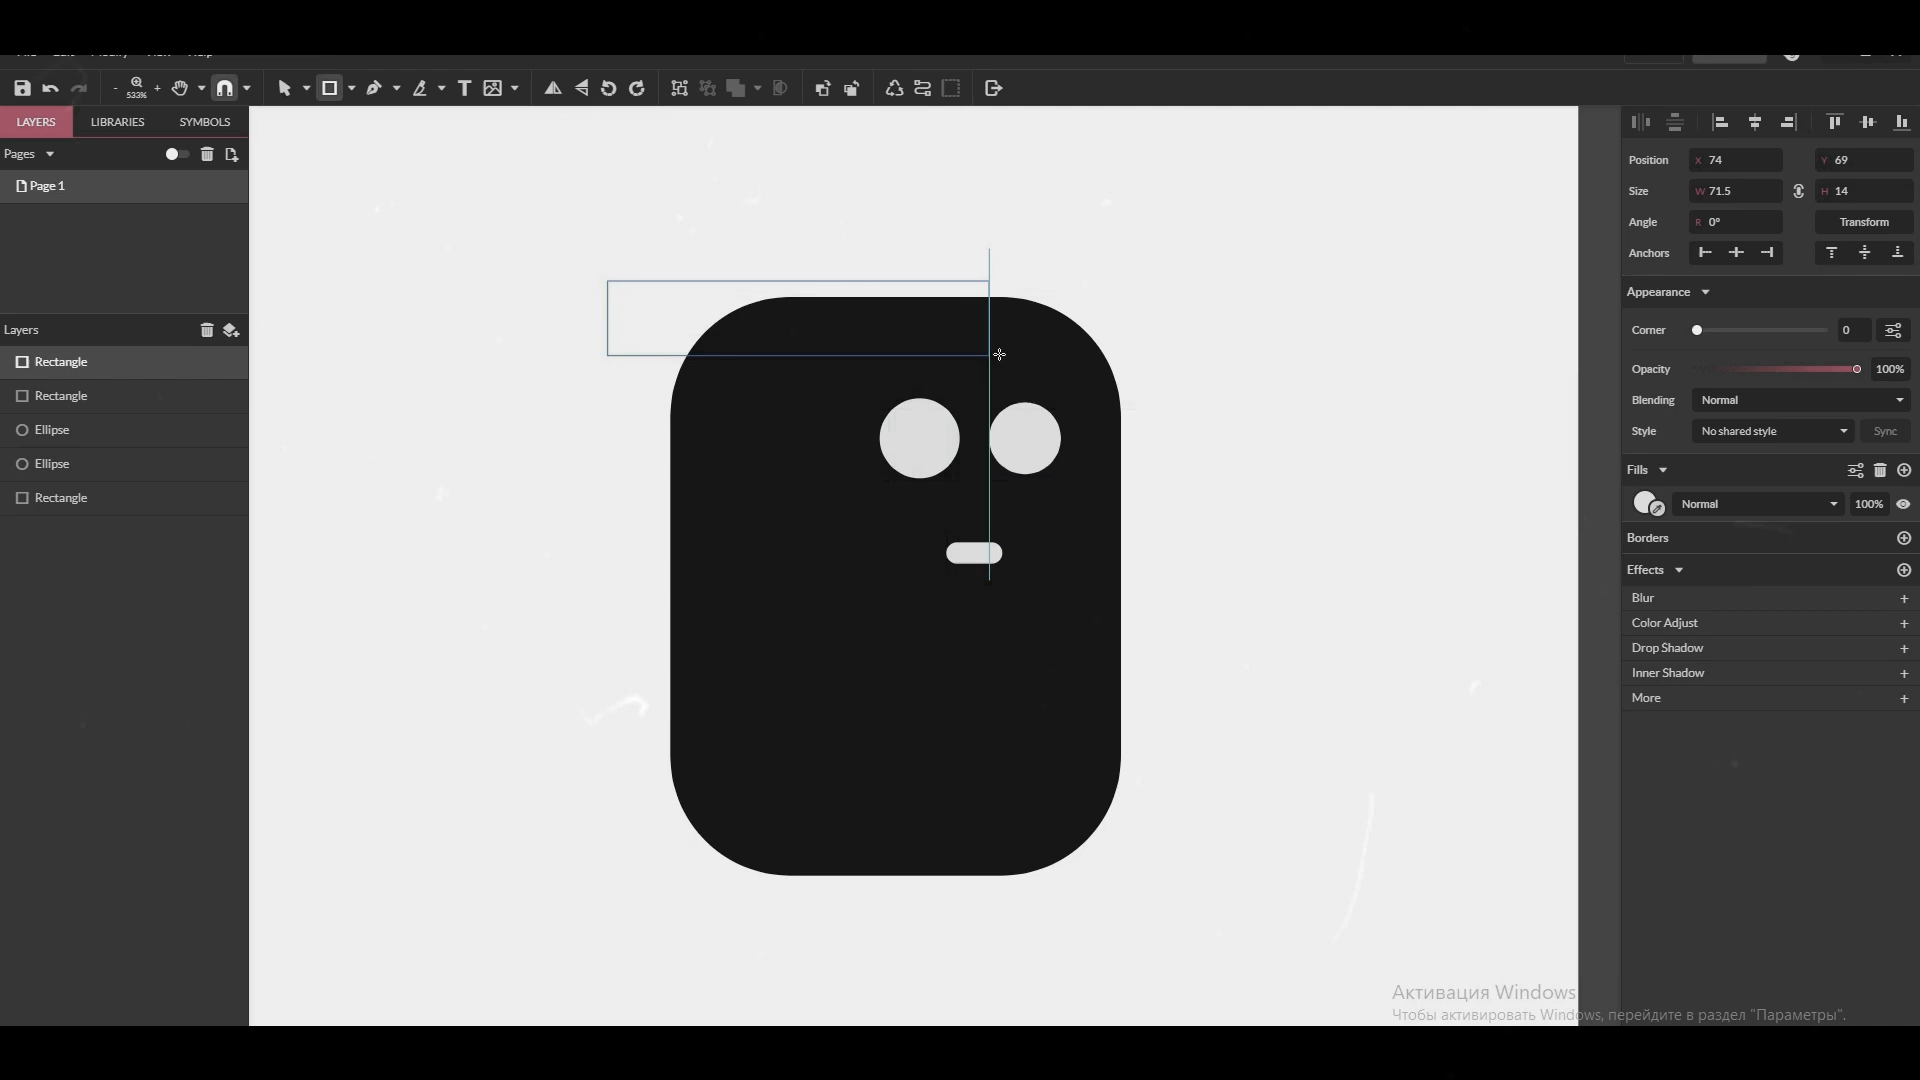 533%
LAYERS LIBRARIES SYMBOLS
Pages
Page 1
Layers
Rectangle
Rectangle
Ellipse
Ellipse
Rectangle
Position X 74 Y 69
Size W 71.5 H 14
Angle R 0° Transform
Anchors
Appearance
Corner 0
Opacity 100%
Blending Normal
Style No shared style Sync
Fills
Normal 100%
Borders
Effects
Blur
Color Adjust
Drop Shadow
Inner Shadow
More
Активация Windows
Чтобы активировать Windows, перейдите в раздел "Параметры".